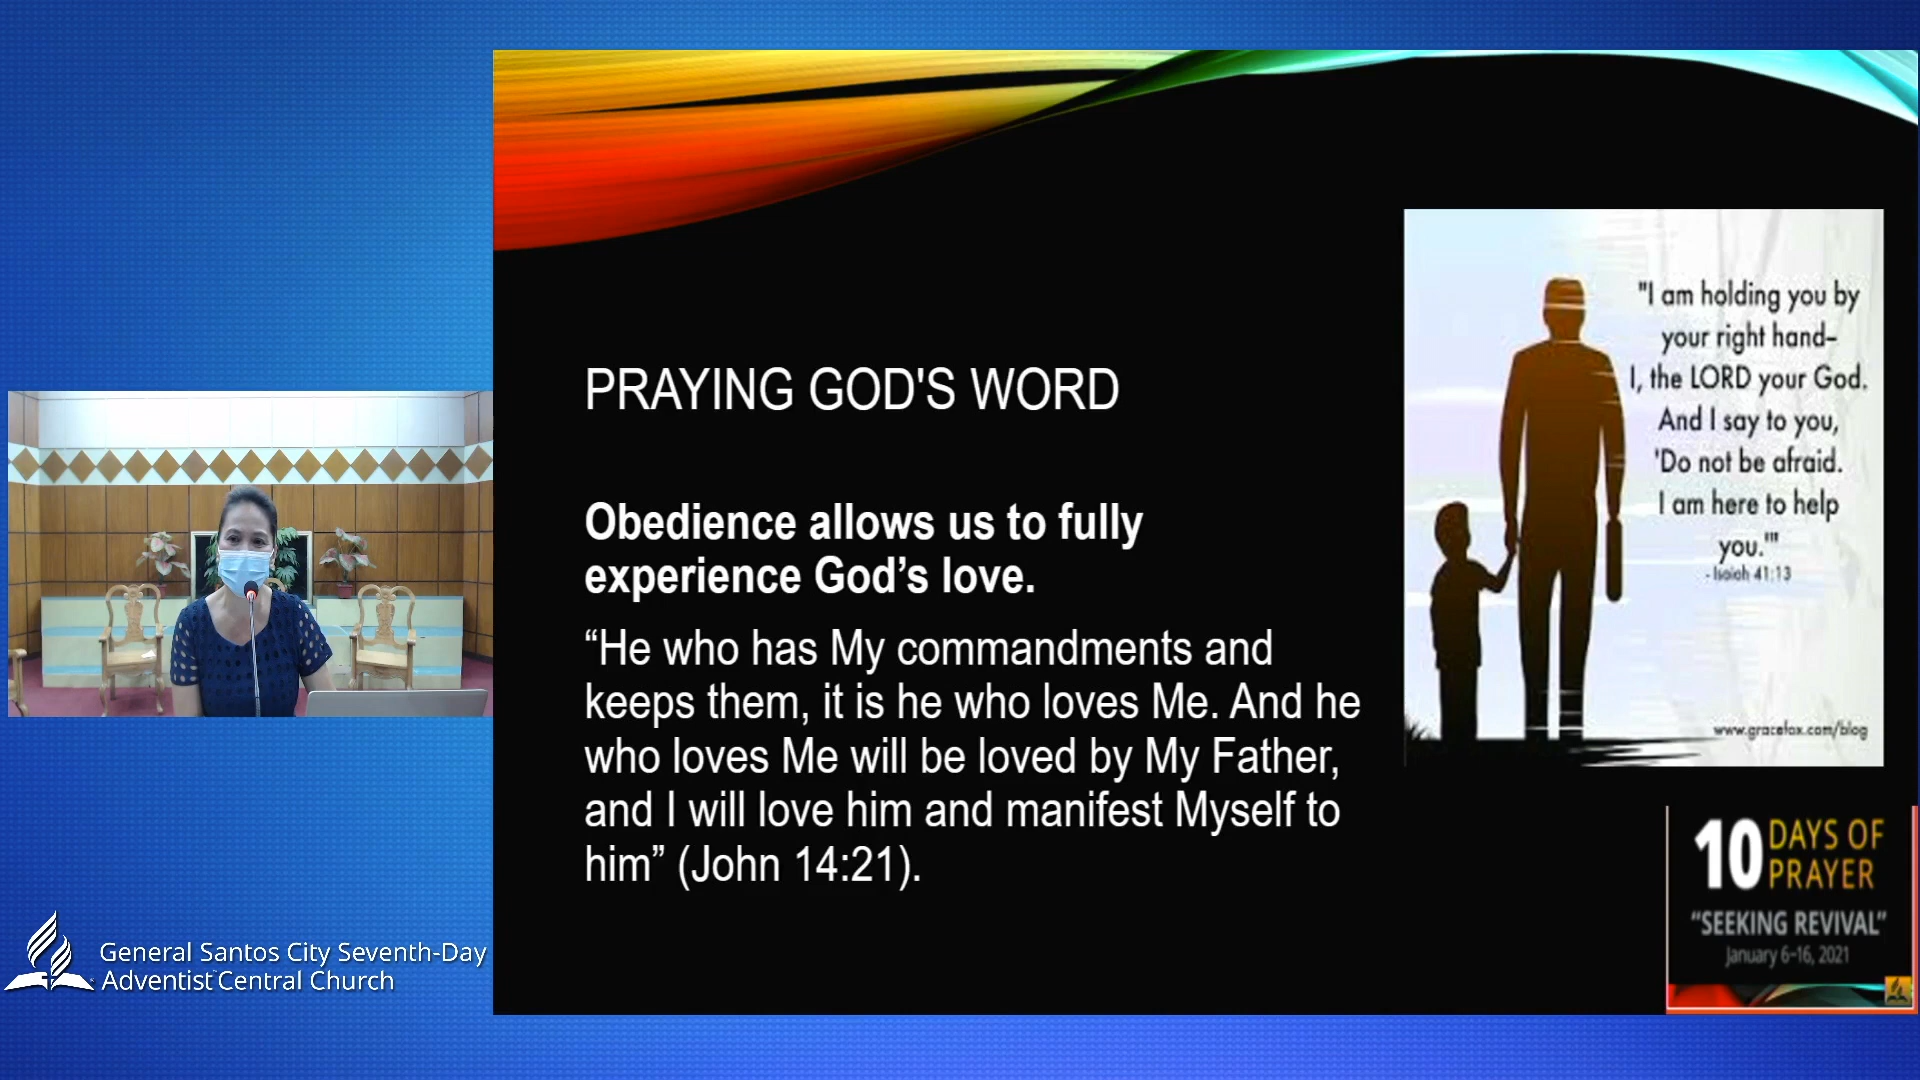 PRAYING GOD'S WORD
Obedience allows us to fully
experience God’s love.
“He who has My commandments and
keeps them, it is he who loves Me. And he
who loves Me will be loved by My Father,
and I will love him and manifest Myself to
him” (John 14:21).
"I am holding you by
your right hand–
I, the LORD your God.
And I say to you,
'Do not be afraid.
I am here to help
you.'"
- Isaiah 41:13
www.gracefox.com/blog
10 DAYS OF
PRAYER
“SEEKING REVIVAL”
January 6-16, 2021
General Santos City Seventh-Day
Adventist Central Church